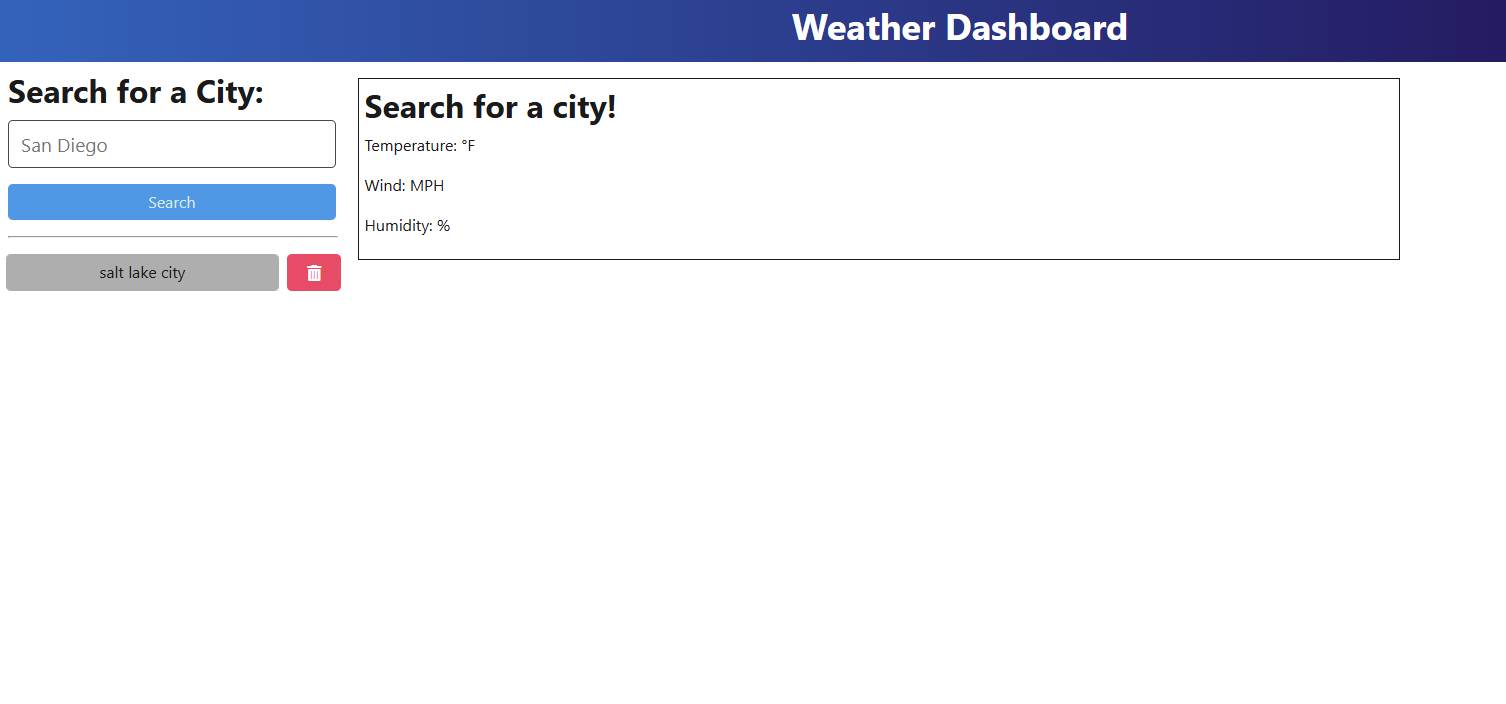 Weather Dashboard
Search for a City:
San Diego
Search
salt lake city
Search for a city!
Temperature: °F
Wind: MPH
Humidity: %